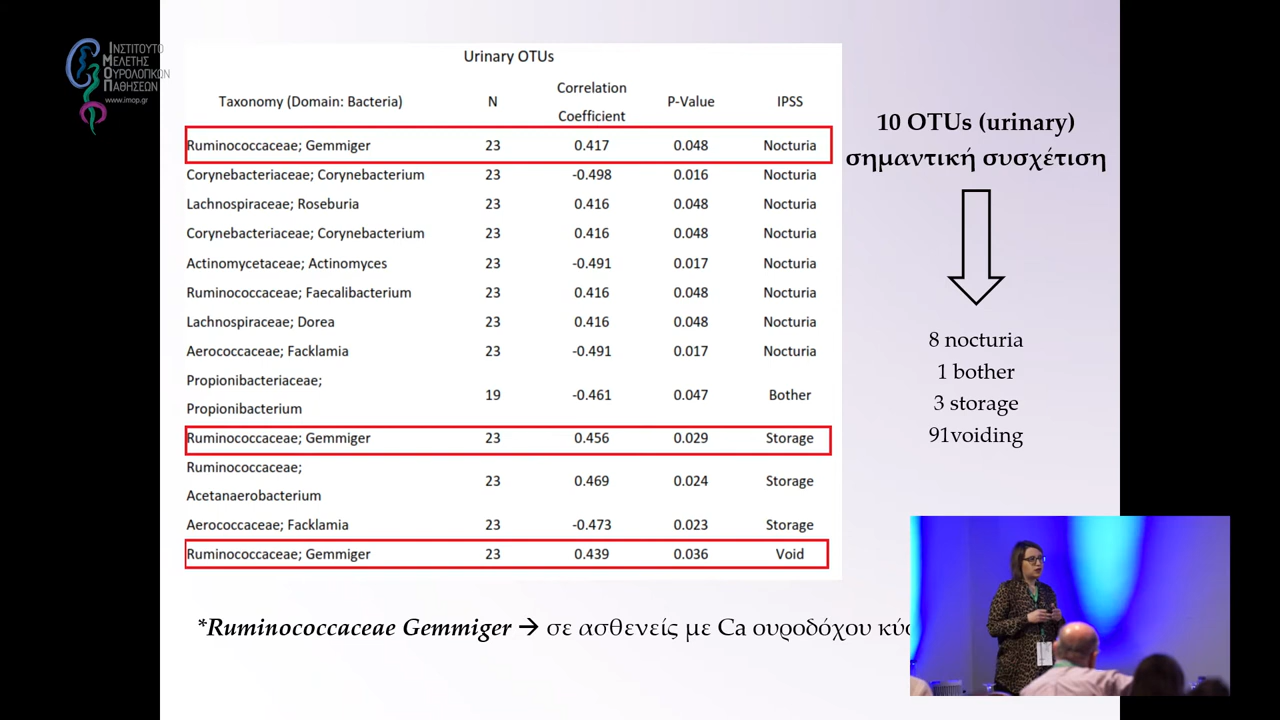 ΙΝΣΤΙΤΟΥΤΟ
ΜΕΛΕΤΗΣ
ΟΥΡΟΛΟΓΙΚΩΝ
ΠΑΘΗΣΕΩΝ
www.imop.gr
Urinary OTUs
Taxonomy (Domain: Bacteria) N Correlation Coefficient P-Value IPSS
Ruminococcaceae; Gemmiger 23 0.417 0.048 Nocturia
Corynebacteriaceae; Corynebacterium 23 -0.498 0.016 Nocturia
Lachnospiraceae; Roseburia 23 0.416 0.048 Nocturia
Corynebacteriaceae; Corynebacterium 23 0.416 0.048 Nocturia
Actinomycetaceae; Actinomyces 23 -0.491 0.017 Nocturia
Ruminococcaceae; Faecalibacterium 23 0.416 0.048 Nocturia
Lachnospiraceae; Dorea 23 0.416 0.048 Nocturia
Aerococcaceae; Facklamia 23 -0.491 0.017 Nocturia
Propionibacteriaceae; Propionibacterium 19 -0.461 0.047 Bother
Ruminococcaceae; Gemmiger 23 0.456 0.029 Storage
Ruminococcaceae; Acetanaerobacterium 23 0.469 0.024 Storage
Aerococcaceae; Facklamia 23 -0.473 0.023 Storage
Ruminococcaceae; Gemmiger 23 0.439 0.036 Void
10 OTUs (urinary)
σημαντική συσχέτιση
8 nocturia
1 bother
3 storage
91voiding
*Ruminococcaceae Gemmiger → σε ασθενείς με Ca ουροδόχου